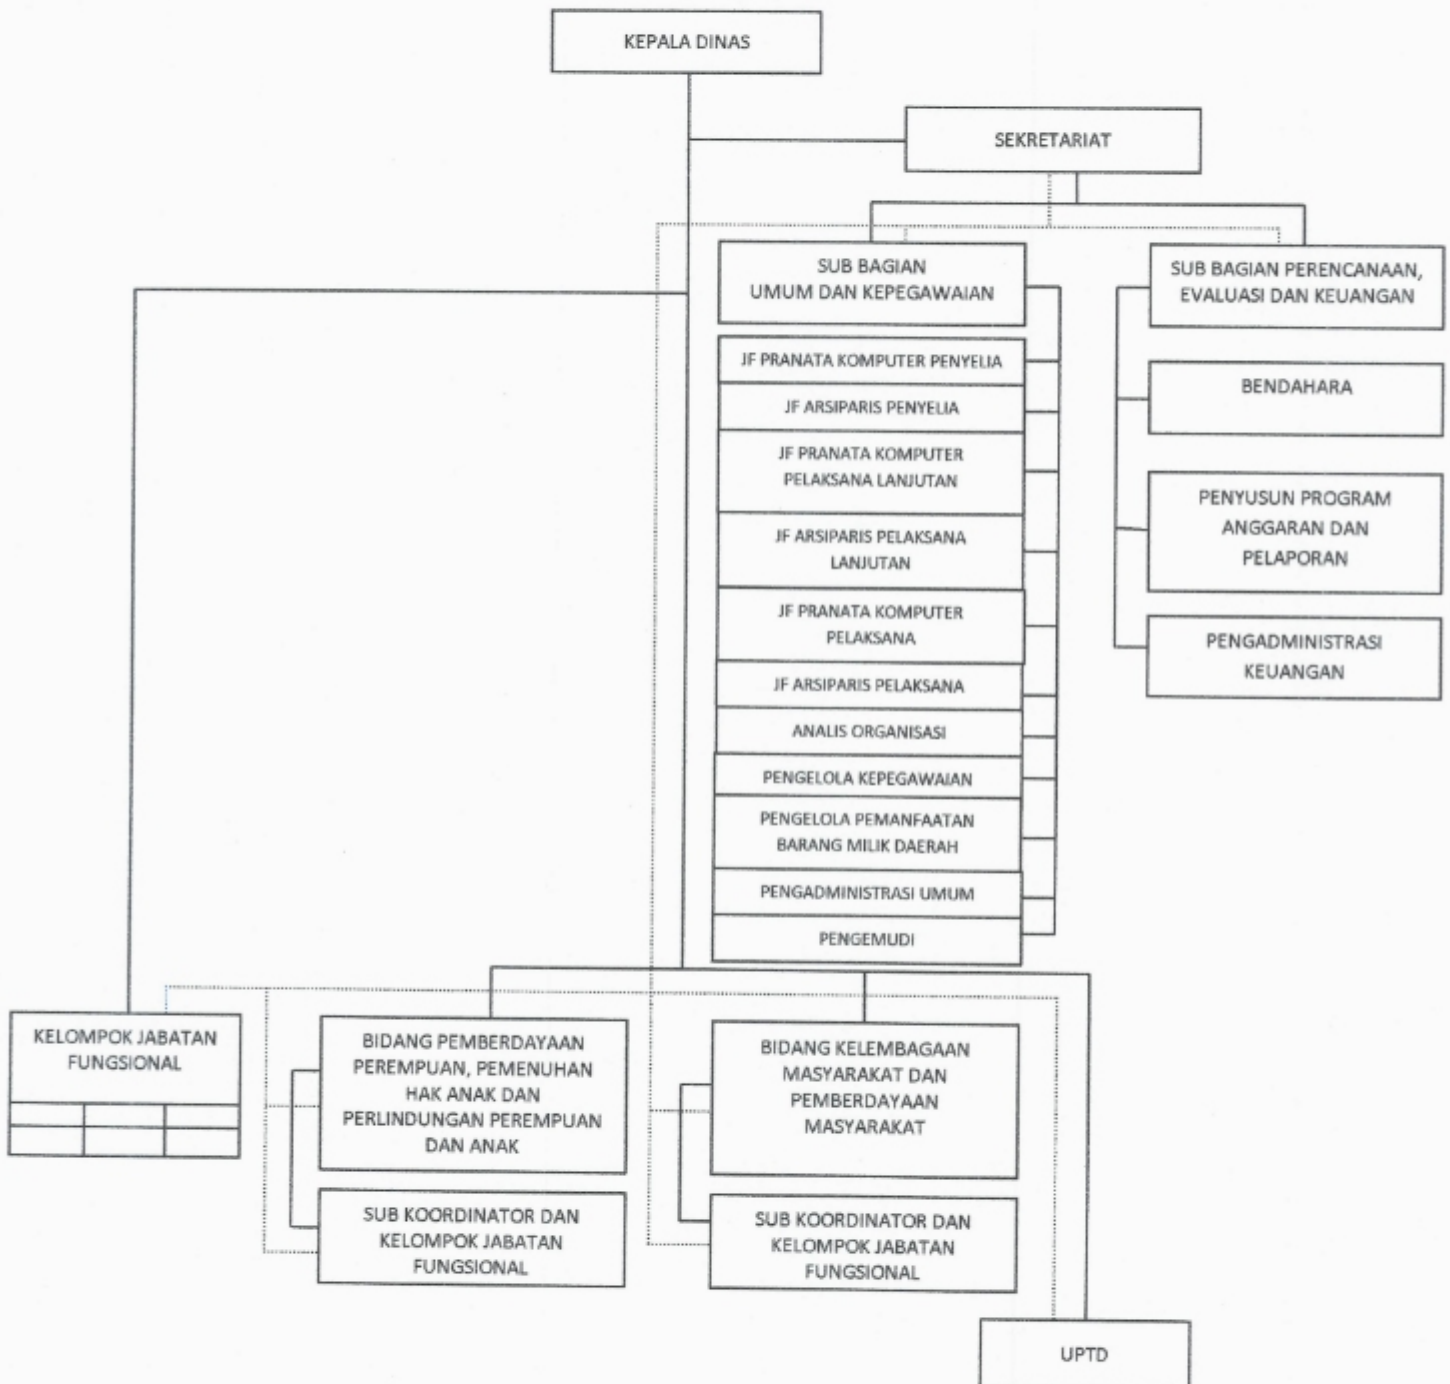 KEPALA DINAS
SEKRETARIAT
SUB BAGIAN
UMUM DAN KEPEGAWAIAN
SUB BAGIAN PERENCANAAN,
EVALUASI DAN KEUANGAN
JF PRANATA KOMPUTER PENYELIA
JF ARSIPARIS PENYELIA
JF PRANATA KOMPUTER
PELAKSANA LANJUTAN
JF ARSIPARIS PELAKSANA
LANJUTAN
JF PRANATA KOMPUTER
PELAKSANA
JF ARSIPARIS PELAKSANA
ANALIS ORGANISASI
PENGELOLA KEPEGAWAIAN
PENGELOLA PEMANFAATAN
BARANG MILIK DAERAH
PENGADMINISTRASI UMUM
PENGEMUDI
BENDAHARA
PENYUSUN PROGRAM
ANGGARAN DAN
PELAPORAN
PENGADMINISTRASI
KEUANGAN
KELOMPOK JABATAN
FUNGSIONAL
BIDANG PEMBERDAYAAN
PEREMPUAN, PEMENUHAN
HAK ANAK DAN
PERLINDUNGAN PEREMPUAN
DAN ANAK
SUB KOORDINATOR DAN
KELOMPOK JABATAN
FUNGSIONAL
BIDANG KELEMBAGAAN
MASYARAKAT DAN
PEMBERDAYAAN
MASYARAKAT
SUB KOORDINATOR DAN
KELOMPOK JABATAN
FUNGSIONAL
UPTD